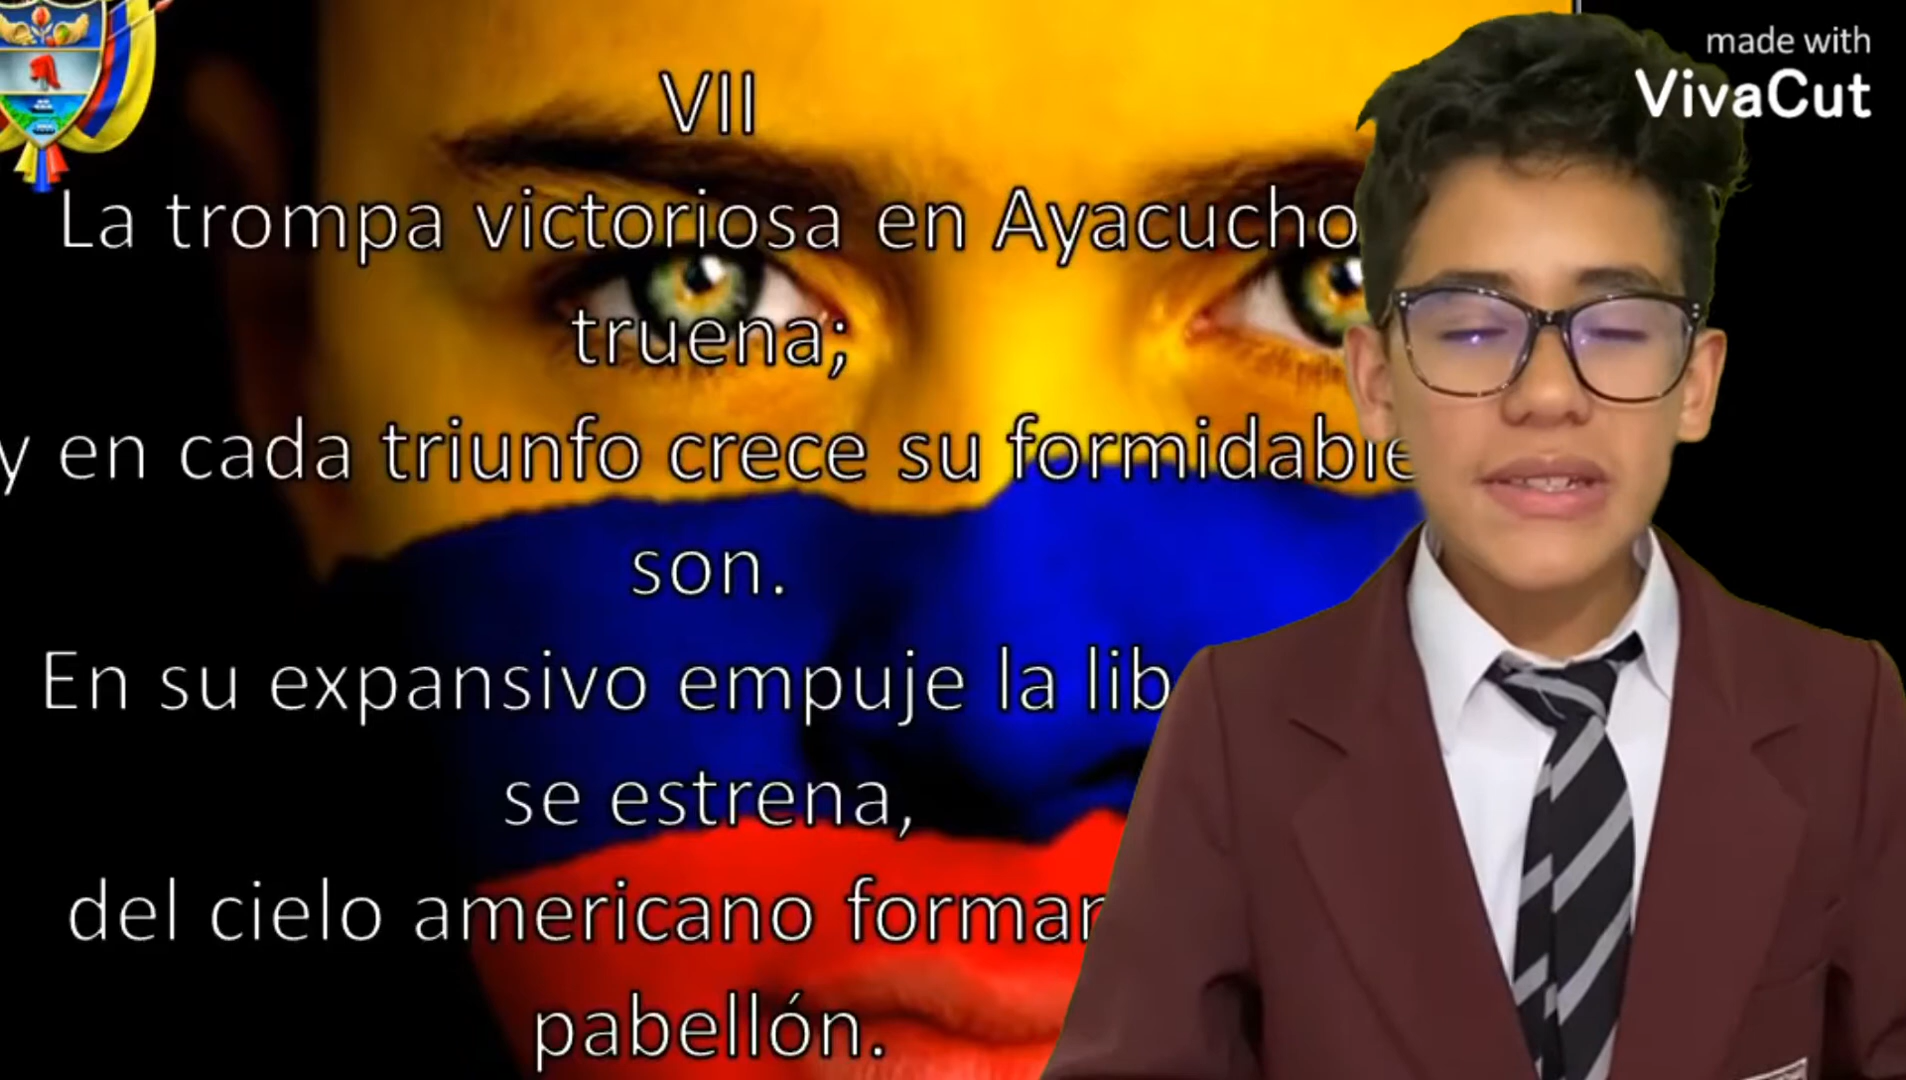 made with
VivaCut
VII
La trompa victoriosa en Ayacucho
truena;
y en cada triunfo crece su formidable
son.
En su expansivo empuje la lib
se estrena,
del cielo americano forman
pabellón.